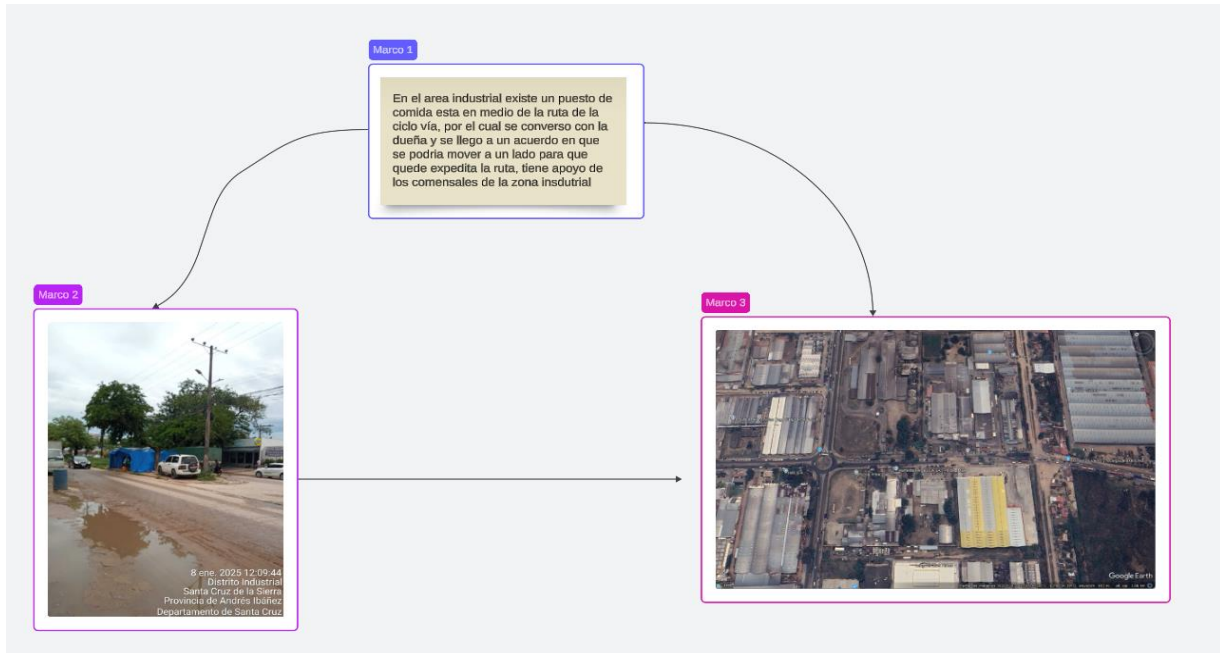 Marco 1
En el area industrial existe un puesto de
comida esta en medio de la ruta de la
ciclo vía, por el cual se converso con la
dueña y se llego a un acuerdo en que
se podria mover a un lado para que
quede expedita la ruta, tiene apoyo de
los comensales de la zona insdutrial
Marco 2
8 ene. 2025 12:09:44
Distrito Industrial
Santa Cruz de la Sierra
Provincia de Andrés Ibáñez
Departamento de Santa Cruz
Marco 3
Google Earth